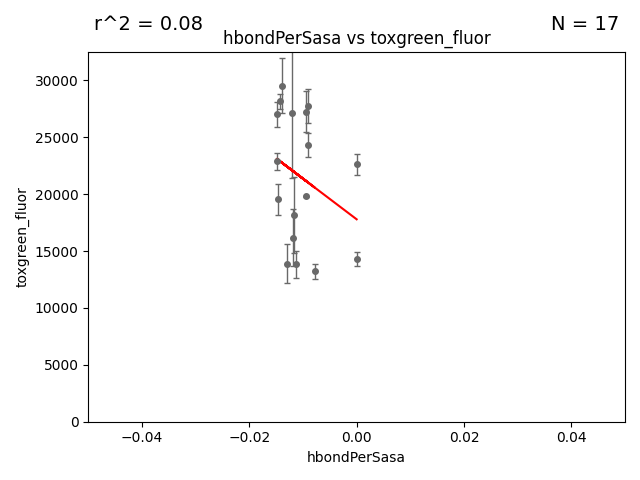 r^2 = 0.08
N = 17
hbondPerSasa vs toxgreen_fluor
30000
25000
20000
15000
10000
5000
0
toxgreen_fluor
−0.04
−0.02
0.00
0.02
0.04
hbondPerSasa